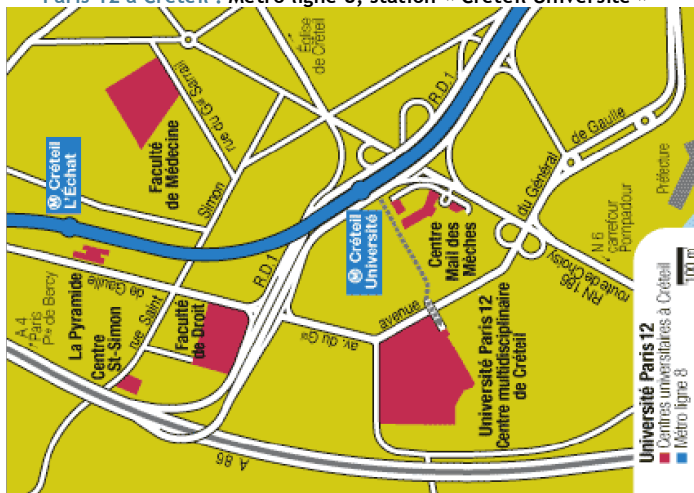 Paris 12 à Créteil : Métro ligne 8, station « Créteil Université »
Église
de Créteil
rue du Gal Sarrail
R.D.1
Faculté
de Médecine
M Créteil
L'Échat
Simon
M Créteil
Université
Centre
Mail des
Mèches
du Général
de Gaulle
Préfecture
N 6
carrefour
Pompadour
RN 186
route de Choisy
A 4
Paris
Pte de Bercy
La Pyramide
de Gaulle
Centre
St-Simon
rue Saint
Faculté
de Droit
R.D.1
avenue
av. du Gal
Université Paris 12
Centre multidisciplinaire
de Créteil
A 86
100 m
Université Paris 12
Centres universitaires à Créteil
Métro ligne 8